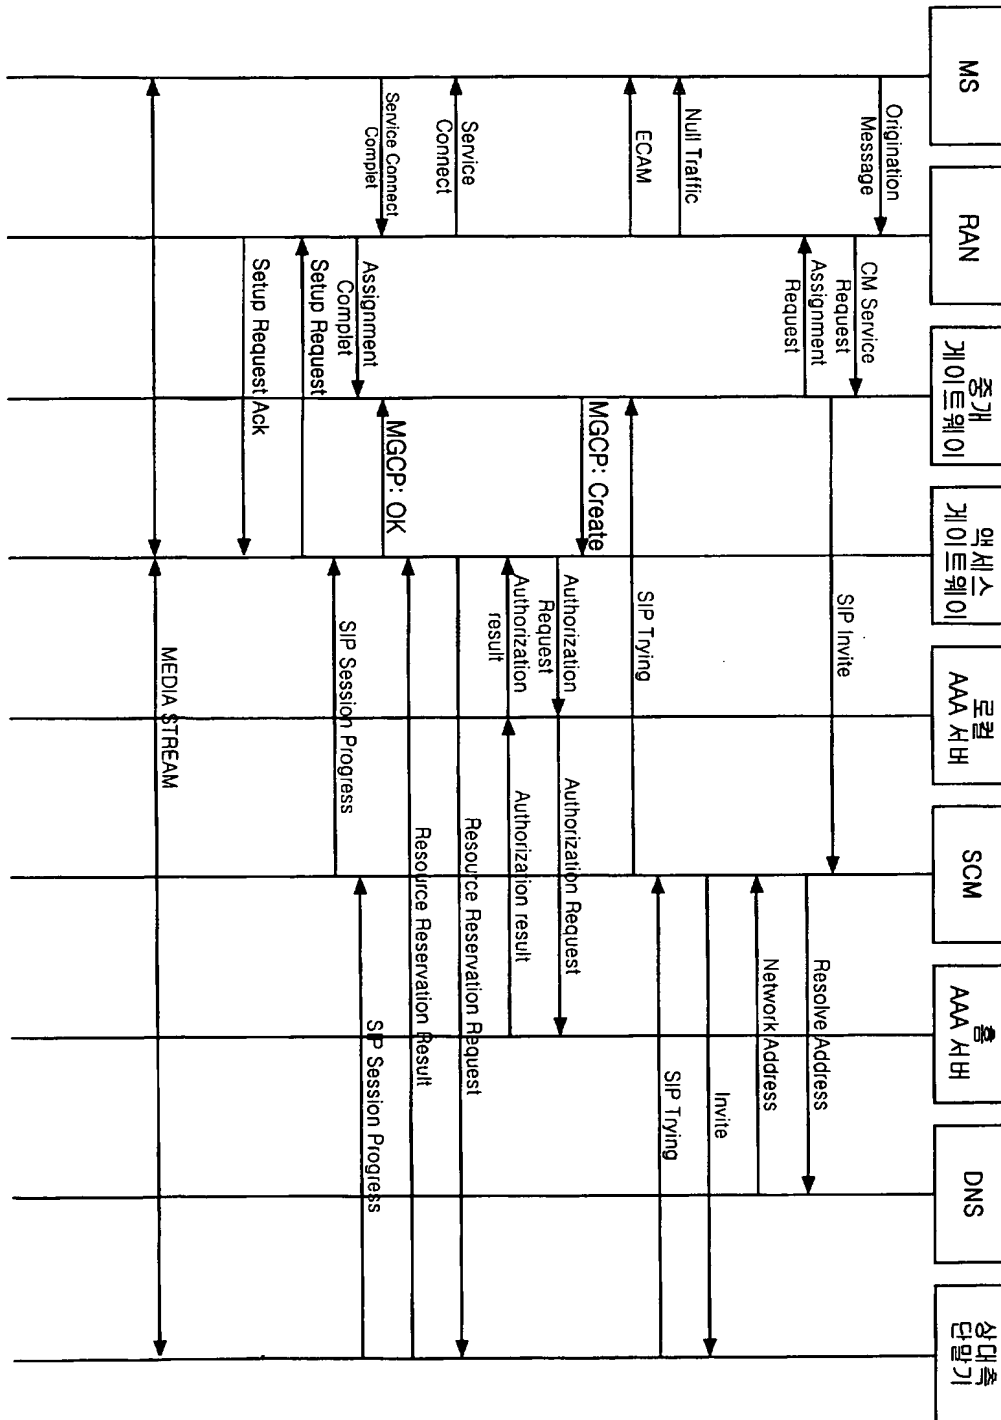 MS
RAN
중개
게이트웨이
액세스
게이트웨이
로컬
AAA 서버
SCM
홈
AAA 서버
DNS
상대측
단말기
Origination
Message
CM Service
Request
SIP Invite
Assignment
Request
Resolve Address
Network Address
Invite
Null Traffic
SIP Trying
ECAM
SIP Trying
MGCP: Create
Authorization
Request
Authorization Request
Authorization
result
Authorization result
Service
Connect
Resource Reservation Request
Resource Reservation Result
Service Connect
Complet
MGCP: OK
Assignment
Complet
SIP Session Progress
SIP Session Progress
Setup Request
Setup Request Ack
MEDIA STREAM